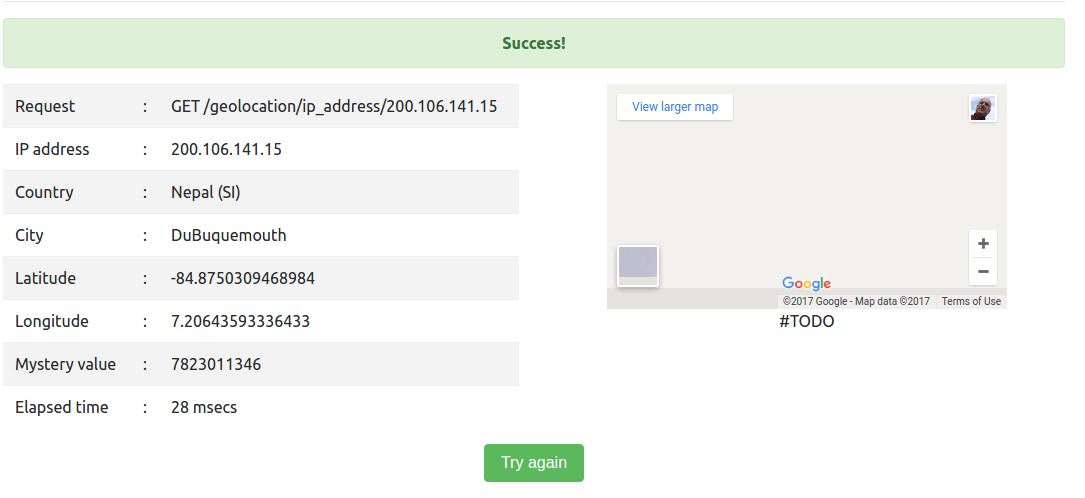 Success!
Request : GET /geolocation/ip_address/200.106.141.15
IP address : 200.106.141.15
Country : Nepal (SI)
City : DuBuquemouth
Latitude : -84.8750309468984
Longitude : 7.20643593336433
Mystery value : 7823011346
Elapsed time : 28 msecs
View larger map
+
−
Google
©2017 Google - Map data ©2017 Terms of Use
#TODO
Try again